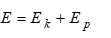 E = E_k + E_p